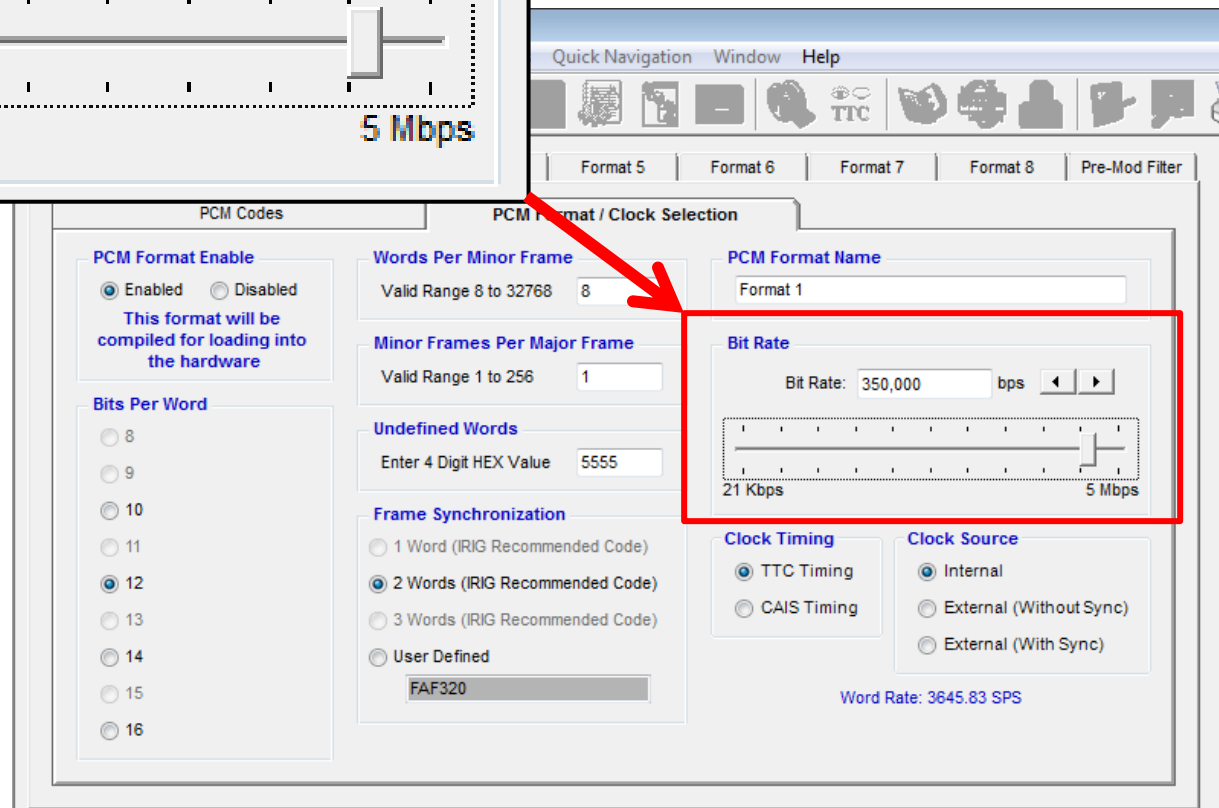 5 Mbps
Quick Navigation Window Help
TTC
Format 5 Format 6 Format 7 Format 8 Pre-Mod Filter
PCM Codes
PCM Format / Clock Selection
PCM Format Enable
Enabled Disabled
This format will be
compiled for loading into
the hardware
Bits Per Word
8
9
10
11
12
13
14
15
16
Words Per Minor Frame
Valid Range 8 to 32768 8
Minor Frames Per Major Frame
Valid Range 1 to 256 1
Undefined Words
Enter 4 Digit HEX Value 5555
Frame Synchronization
1 Word (IRIG Recommended Code)
2 Words (IRIG Recommended Code)
3 Words (IRIG Recommended Code)
User Defined
FAF320
PCM Format Name
Format 1
Bit Rate
Bit Rate: 350,000 bps
21 Kbps 5 Mbps
Clock Timing
TTC Timing
CAIS Timing
Clock Source
Internal
External (Without Sync)
External (With Sync)
Word Rate: 3645.83 SPS